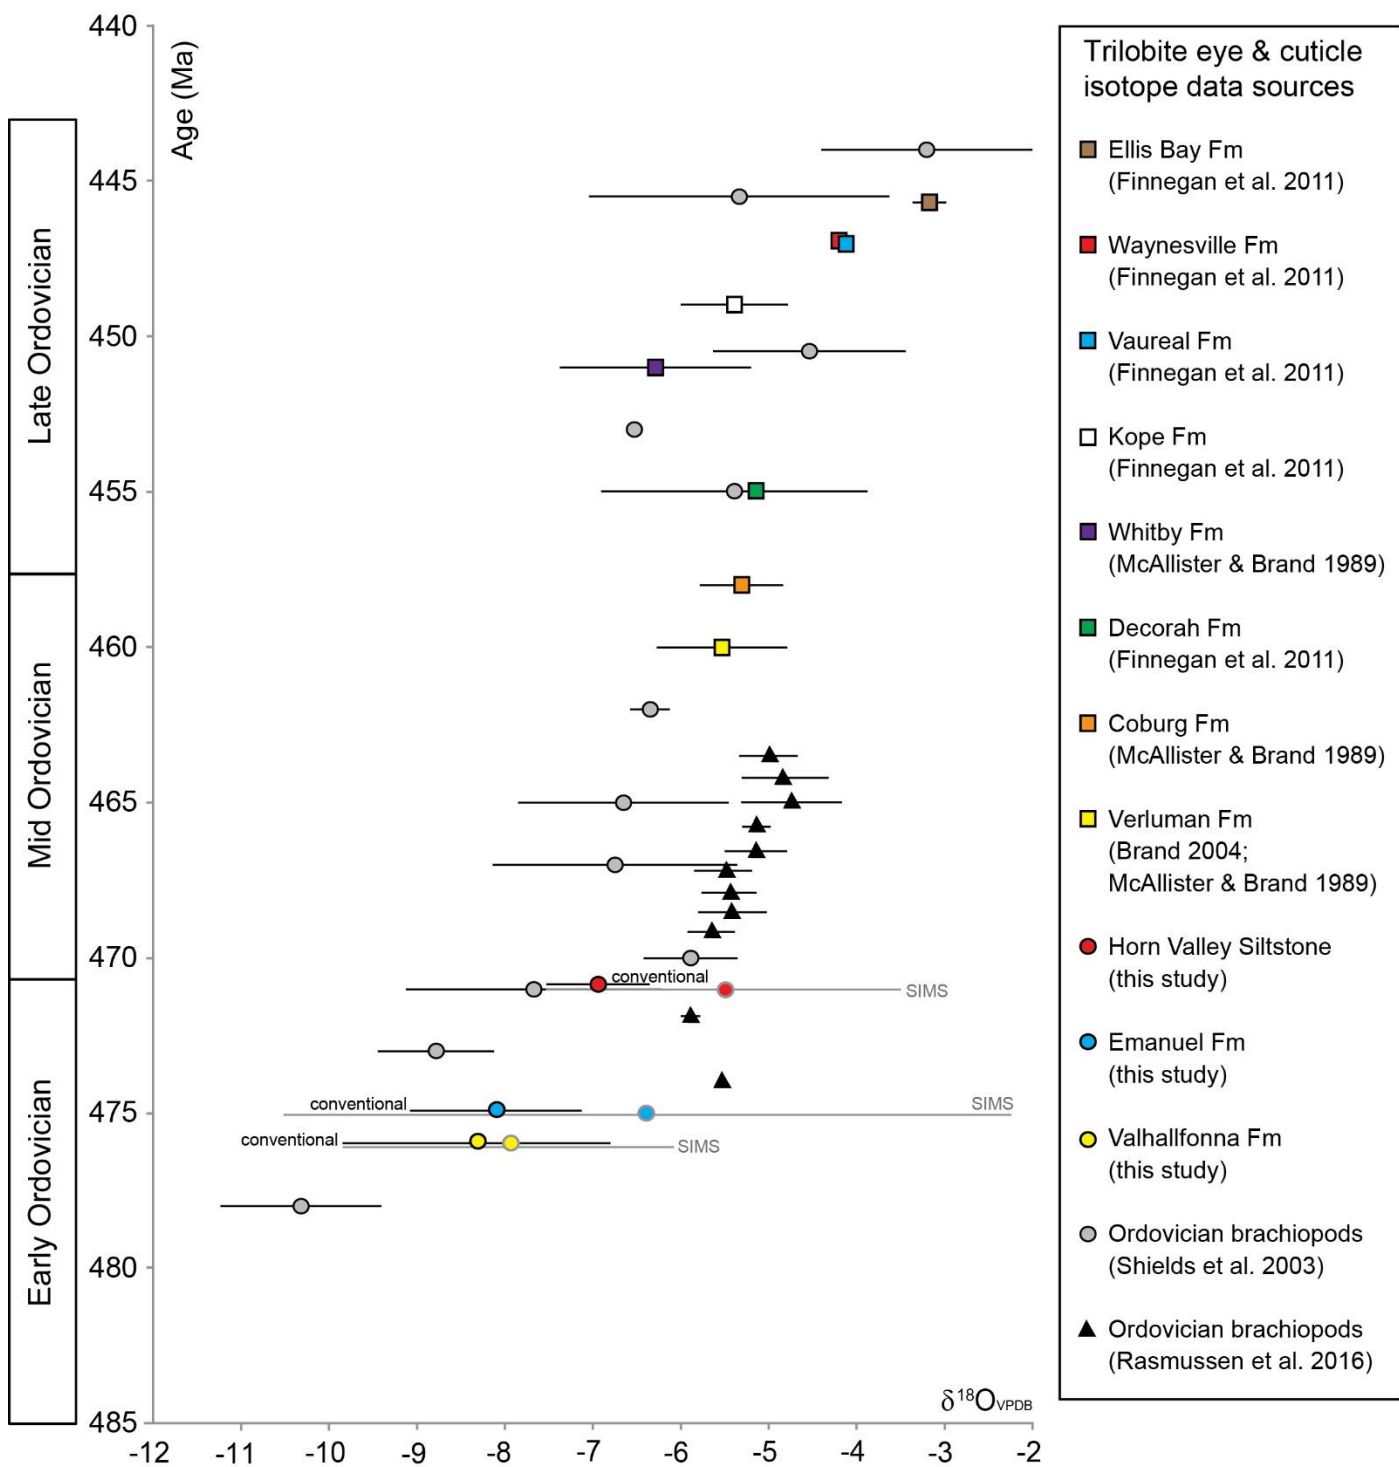 440
Age (Ma)
445
450
455
460
465
470
475
480
485
-12
-11
-10
-9
-8
-7
-6
-5
-4
-3
-2
δ18OVPDB
Late Ordovician
Mid Ordovician
Early Ordovician
conventional
SIMS
conventional
SIMS
conventional
SIMS
Trilobite eye & cuticle
isotope data sources
Ellis Bay Fm
(Finnegan et al. 2011)
Waynesville Fm
(Finnegan et al. 2011)
Vaureal Fm
(Finnegan et al. 2011)
Kope Fm
(Finnegan et al. 2011)
Whitby Fm
(McAllister & Brand 1989)
Decorah Fm
(Finnegan et al. 2011)
Coburg Fm
(McAllister & Brand 1989)
Verluman Fm
(Brand 2004;
McAllister & Brand 1989)
Horn Valley Siltstone
(this study)
Emanuel Fm
(this study)
Valhallfonna Fm
(this study)
Ordovician brachiopods
(Shields et al. 2003)
Ordovician brachiopods
(Rasmussen et al. 2016)